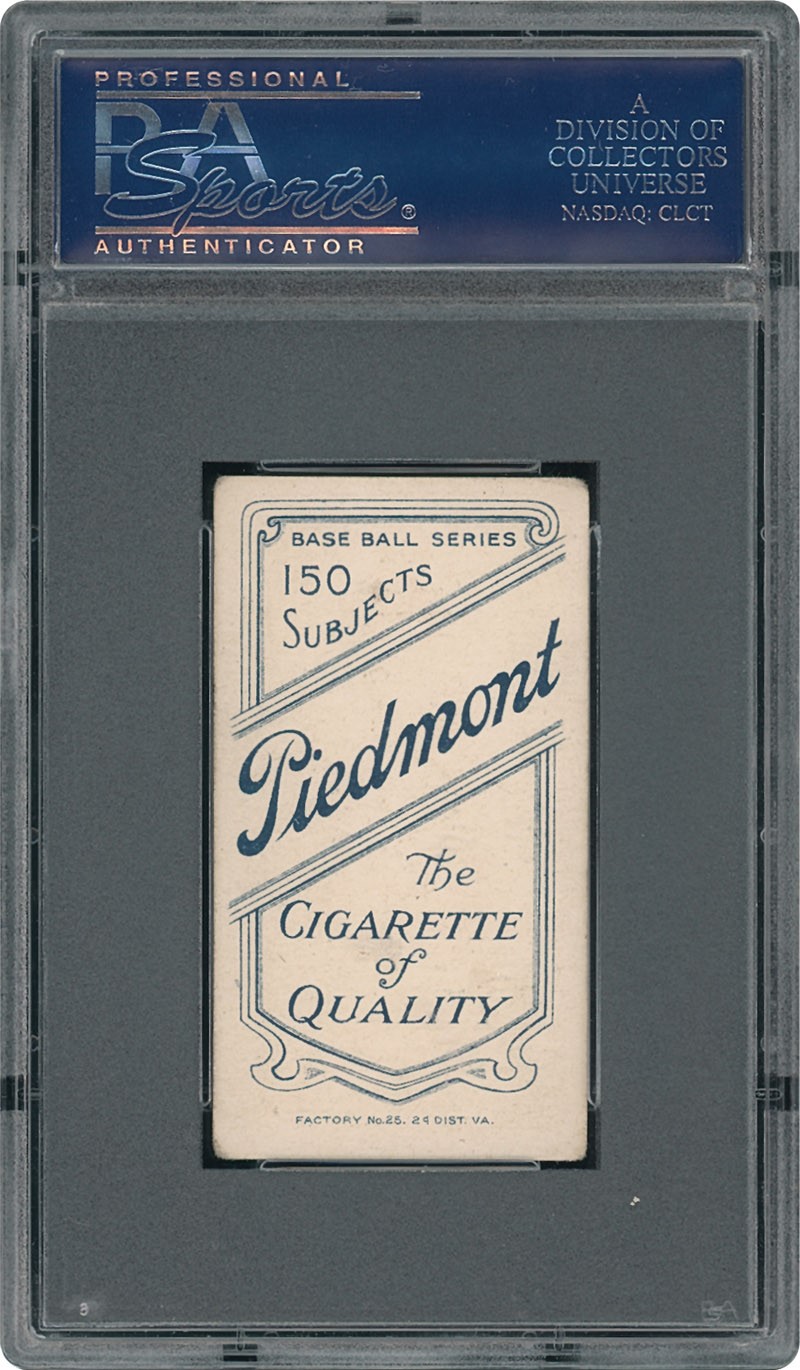 PROFESSIONAL
PSA
Sports®
AUTHENTICATOR
A
DIVISION OF
COLLECTORS
UNIVERSE
NASDAQ: CLCT
BASE BALL SERIES
150
SUBJECTS
Piedmont
The
CIGARETTE
of
QUALITY
FACTORY No.25. 2d DIST. VA.
PSA